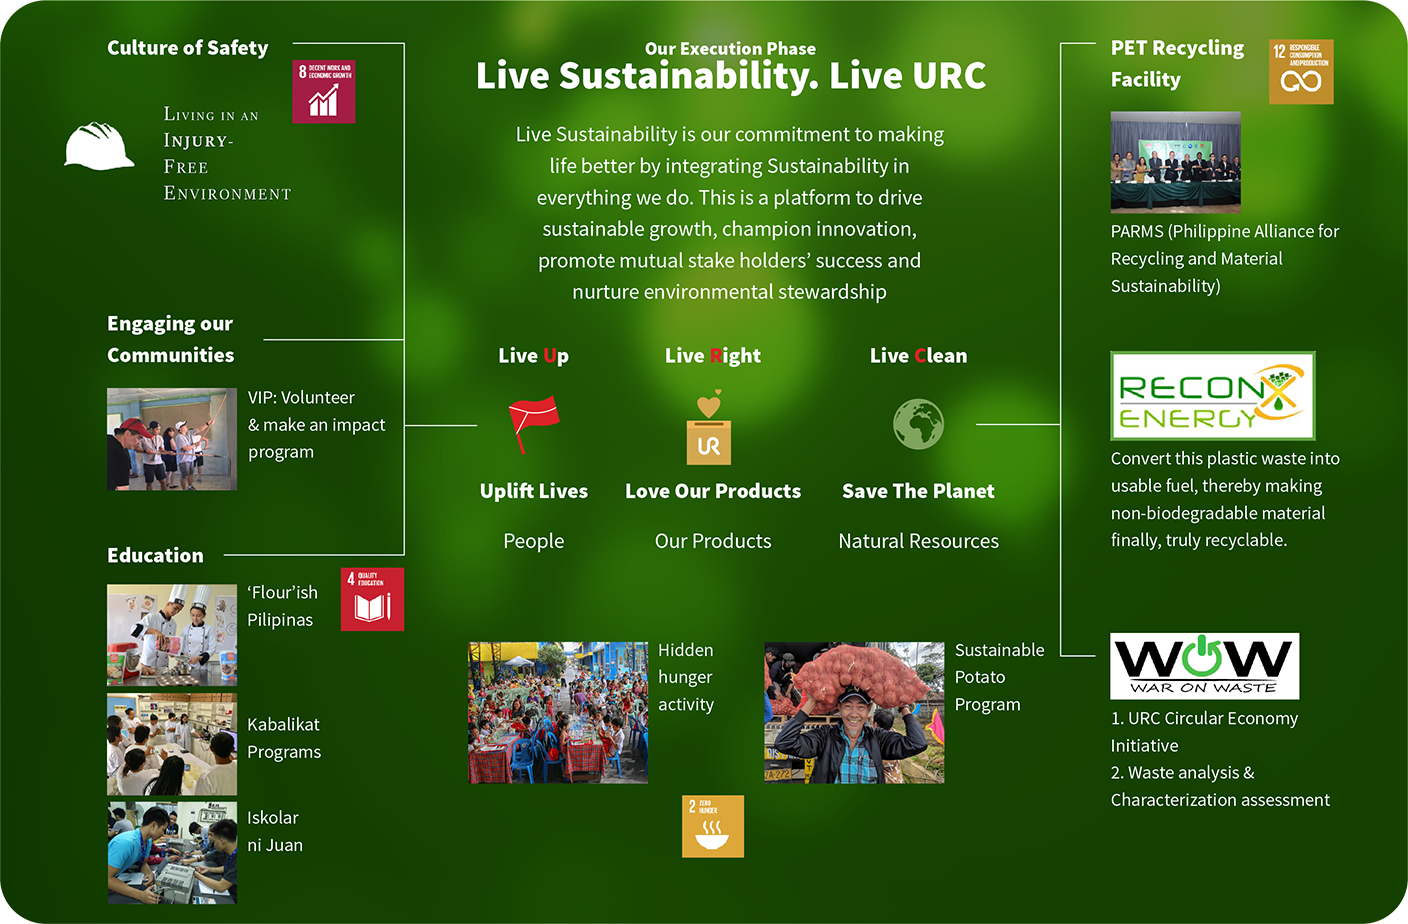 Culture of Safety
8 DECENT WORK AND
ECONOMIC GROWTH
LIVING IN AN
INJURY-
FREE
ENVIRONMENT
Engaging our
Communities
VIP: Volunteer
& make an impact
program
Education
4 QUALITY
EDUCATION
‘Flour’ish
Pilipinas
Kabalikat
Programs
Iskolar
ni Juan
Our Execution Phase
Live Sustainability. Live URC
Live Sustainability is our commitment to making
life better by integrating Sustainability in
everything we do. This is a platform to drive
sustainable growth, champion innovation,
promote mutual stake holders’ success and
nurture environmental stewardship
Live Up
Live Right
Live Clean
UR
Uplift Lives
Love Our Products
Save The Planet
People
Our Products
Natural Resources
Hidden
hunger
activity
Sustainable
Potato
Program
2 ZERO
HUNGER
PET Recycling
Facility
12 RESPONSIBLE
CONSUMPTION
AND PRODUCTION
PARMS (Philippine Alliance for
Recycling and Material
Sustainability)
RECONX
ENERGY
Convert this plastic waste into
usable fuel, thereby making
non-biodegradable material
finally, truly recyclable.
WOW
WAR ON WASTE
1. URC Circular Economy
Initiative
2. Waste analysis &
Characterization assessment